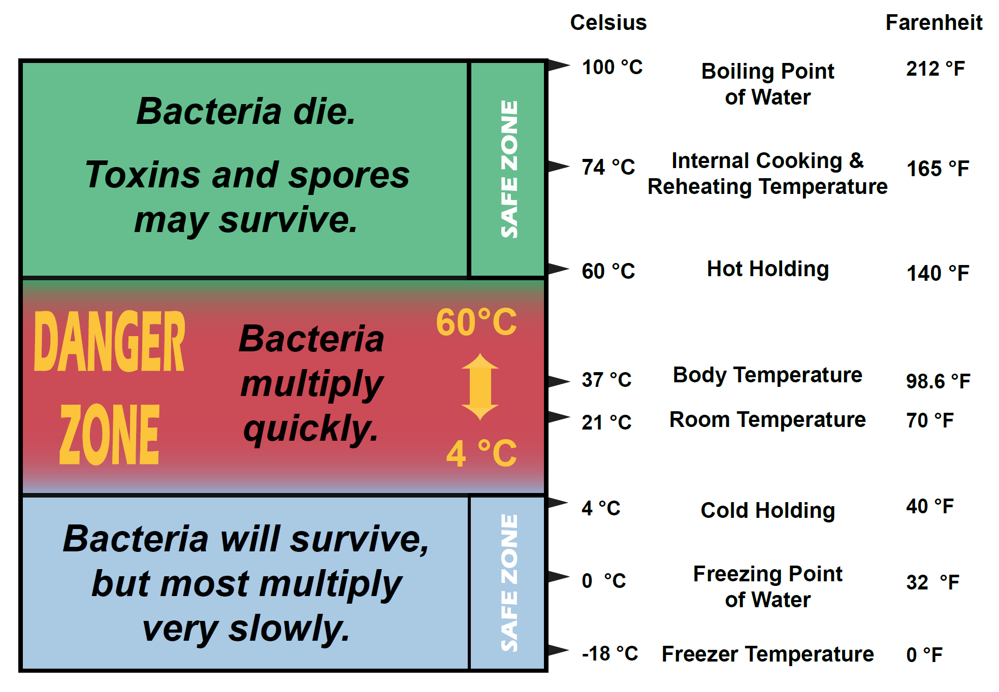 Celsius
Farenheit
Bacteria die.
Toxins and spores
may survive.
SAFE ZONE
100 °C
Boiling Point
of Water
212 °F
74 °C
Internal Cooking &
Reheating Temperature
165 °F
60 °C
Hot Holding
140 °F
DANGER
ZONE
Bacteria
multiply
quickly.
60°C
4 °C
37 °C
Body Temperature
98.6 °F
21 °C
Room Temperature
70 °F
Bacteria will survive,
but most multiply
very slowly.
SAFE ZONE
4 °C
Cold Holding
40 °F
0 °C
Freezing Point
of Water
32 °F
-18 °C
Freezer Temperature
0 °F